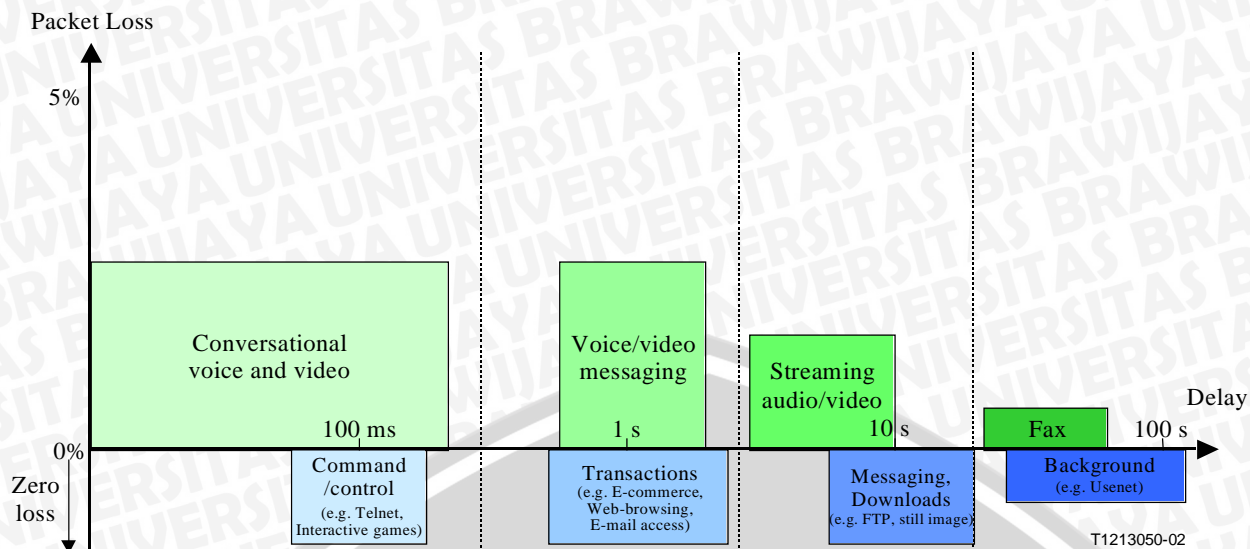 Packet Loss
5%
Conversational
voice and video
Voice/video
messaging
Streaming
audio/video
Delay
100 ms
1 s
10 s
Fax
100 s
0%
Zero
loss
Command
/control
(e.g. Telnet,
Interactive games)
Transactions
(e.g. E-commerce,
Web-browsing,
E-mail access)
Messaging,
Downloads
(e.g. FTP, still image)
Background
(e.g. Usenet)
T1213050-02
UNIVERSITAS BRAWIJAYA